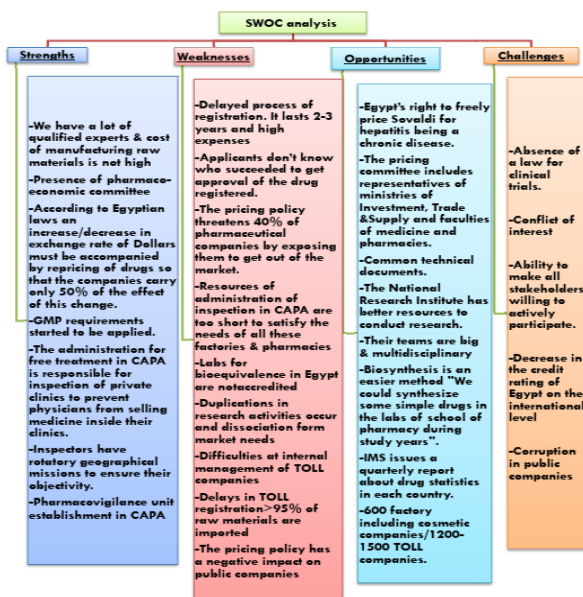 SWOC analysis
Strengths
-We have a lot of
qualified experts & cost
of manufacturing raw
materials is not high
-Presence of pharmaco-
economic committee
-According to Egyptian
laws an
increase/decrease in
exchange rate of Dollars
must be accompanied
by repricing of drugs so
that the companies carry
only 50% of the effect
of this change.
-GMP requirements
started to be applied.
-The administration for
free treatment in CAPA
is responsible for
inspection of private
clinics to prevent
physicians from selling
medicine inside their
clinics.
-Inspectors have
rotatory geographical
missions to ensure their
objectivity.
-Pharmacovigilance unit
establishment in CAPA
Weaknesses
-Delayed process of
registration. It lasts 2-3
years and high
expenses
-Applicants don't know
who succeeded to get
approval of the drug
registered.
-The pricing policy
threatens 40% of
pharmaceutical
companies by exposing
them to get out of the
market.
-Resources of
administration of
inspection in CAPA are
too short to satisfy the
needs of all these
factories & pharmacies
-Labs for
bioequivalence in Egypt
are notaccredited
-Duplications in
research activities occur
and dissociation form
market needs
-Difficulties at internal
management of TOLL
companies
-Delays in TOLL
registration>95% of
raw materials are
imported
-The pricing policy has
a negative impact on
public companies
Opportunities
-Egypt's right to freely
price Sovaldi for
hepatitis being a
chronic disease.
-The pricing
committee includes
representatives of
ministries of
Investment, Trade
&Supply and faculties
of medicine and
pharmacies.
-Common technical
documents.
-The National
Research Institute has
better resources to
conduct research.
-Their teams are big
& multidisciplinary
-Biosynthesis is an
easier method "We
could synthesize
some simple drugs in
the labs of school of
pharmacy during
study years".
-IMS issues a
quarterly report
about drug statistics
in each country.
-600 factory
including cosmetic
companies/1200-
1500 TOLL
companies.
Challenges
-Absence of
a law for
clinical
trials.
-Conflict of
interest
-Ability to
make all
stakeholders
willing to
actively
participate.
-Decrease in
the credit
rating of
Egypt on the
international
level
-Corruption
in public
companies